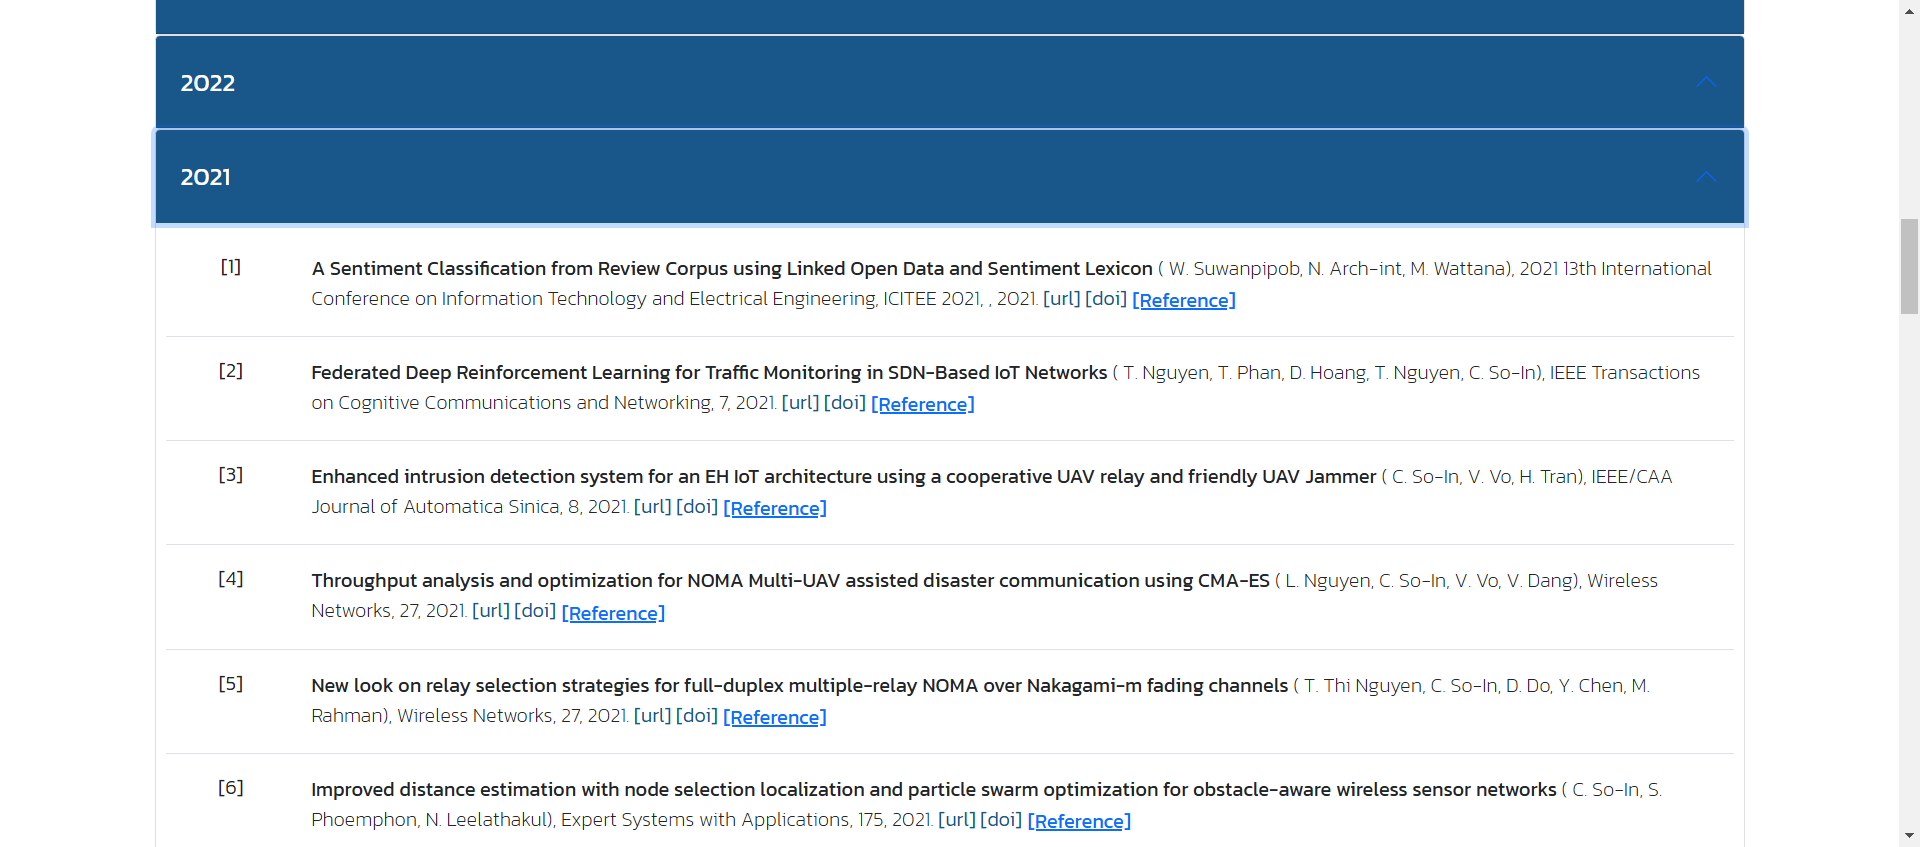 2022
2021
[1]
A Sentiment Classification from Review Corpus using Linked Open Data and Sentiment Lexicon ( W. Suwanpipob, N. Arch-int, M. Wattana), 2021 13th International
Conference on Information Technology and Electrical Engineering, ICITEE 2021, , 2021. [url] [doi] [Reference]
[2]
Federated Deep Reinforcement Learning for Traffic Monitoring in SDN-Based IoT Networks ( T. Nguyen, T. Phan, D. Hoang, T. Nguyen, C. So-In), IEEE Transactions
on Cognitive Communications and Networking, 7, 2021. [url] [doi] [Reference]
[3]
Enhanced intrusion detection system for an EH IoT architecture using a cooperative UAV relay and friendly UAV Jammer ( C. So-In, V. Vo, H. Tran), IEEE/CAA
Journal of Automatica Sinica, 8, 2021. [url] [doi] [Reference]
[4]
Throughput analysis and optimization for NOMA Multi-UAV assisted disaster communication using CMA-ES ( L. Nguyen, C. So-In, V. Vo, V. Dang), Wireless
Networks, 27, 2021. [url] [doi] [Reference]
[5]
New look on relay selection strategies for full-duplex multiple-relay NOMA over Nakagami-m fading channels ( T. Thi Nguyen, C. So-In, D. Do, Y. Chen, M.
Rahman), Wireless Networks, 27, 2021. [url] [doi] [Reference]
[6]
Improved distance estimation with node selection localization and particle swarm optimization for obstacle-aware wireless sensor networks ( C. So-In, S.
Phoemphon, N. Leelathakul), Expert Systems with Applications, 175, 2021. [url] [doi] [Reference]